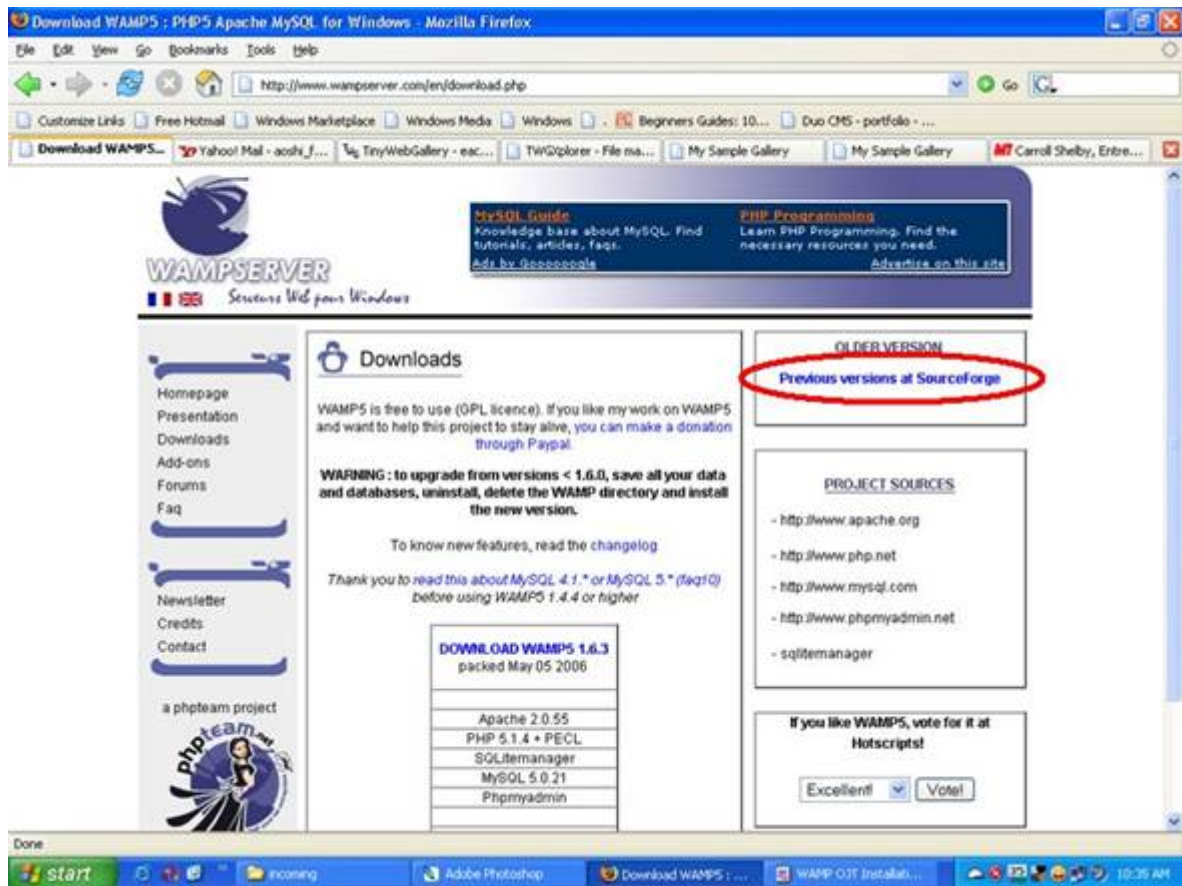 Download WAMP5 : PHP5 Apache MySQL for Windows - Mozilla Firefox
File Edit View Go Bookmarks Tools Help
http://www.wampserver.com/en/download.php
Go
Customize Links Free Hotmail Windows Marketplace Windows Media Windows Beginners Guides: 10... Duo CMS - portfolio - ...
Download WAMP5... Yahoo! Mail - aoshi_f... TinyWebGallery - eac... TWGXplorer - File ma... My Sample Gallery My Sample Gallery Carroll Shelby, Entre...
WAMPSERVER
Serveurs Web pour Windows
MySQL Guide
Knowledge base about MySQL. Find
tutorials, articles, faqs.
Ads by Goooooogle
PHP Programming
Learn PHP Programming. Find the
necessary resources you need.
Advertise on this site
Homepage
Presentation
Downloads
Add-ons
Forums
Faq
Newsletter
Credits
Contact
a phpteam project
phpteam.net
Downloads
WAMP5 is free to use (GPL licence). If you like my work on WAMP5
and want to help this project to stay alive, you can make a donation
through Paypal.
WARNING : to upgrade from versions < 1.6.0, save all your data
and databases, uninstall, delete the WAMP directory and install
the new version.
To know new features, read the changelog
Thank you to read this about MySQL 4.1.* or MySQL 5.* (faq10)
before using WAMP5 1.4.4 or higher
DOWNLOAD WAMP5 1.6.3
packed May 05 2006
Apache 2.0.55
PHP 5.1.4 + PECL
SQLitemanager
MySQL 5.0.21
Phpmyadmin
OLDER VERSION
Previous versions at SourceForge
PROJECT SOURCES
- http://www.apache.org
- http://www.php.net
- http://www.mysql.com
- http://www.phpmyadmin.net
- sqlitemanager
If you like WAMP5, vote for it at
Hotscripts!
Excellent! Vote!
Done
start incoming Adobe Photoshop Download WAMP5 : ... WAMP OJT Installati... 10:35 AM